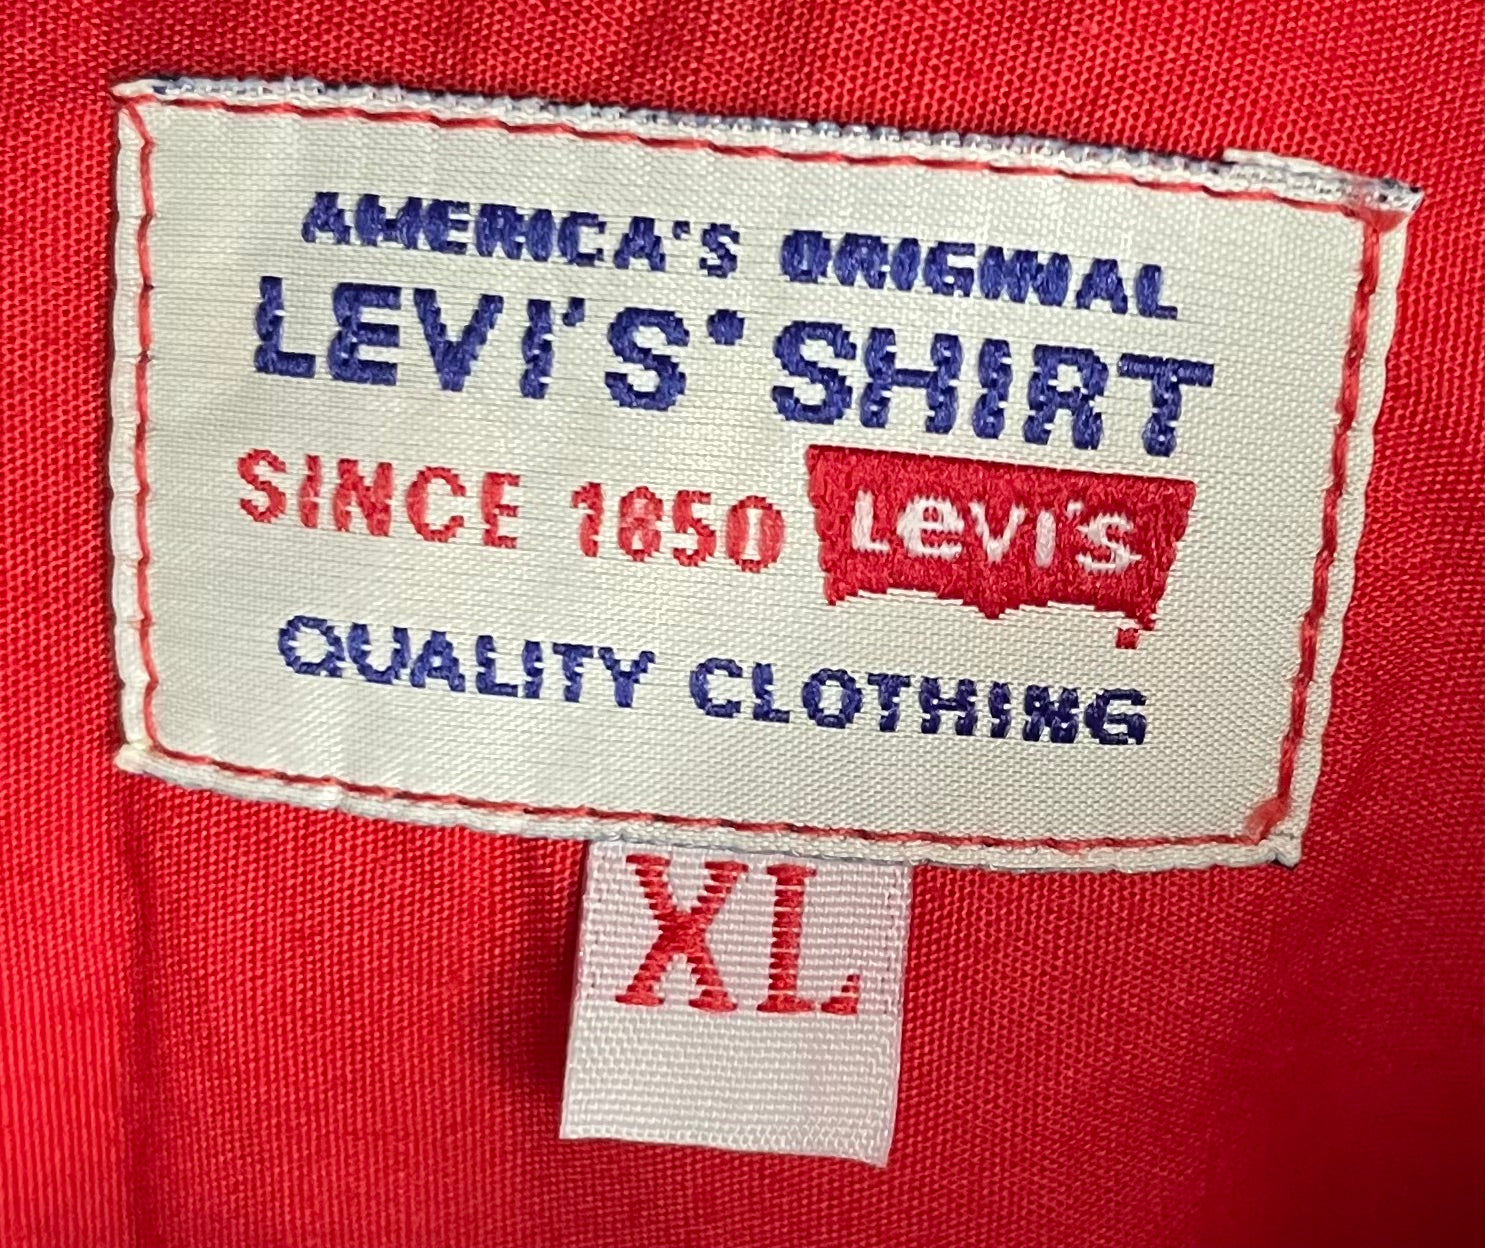 AMERICA'S ORIGINAL
LEVI'S® SHIRT
SINCE 1850 Levi's
QUALITY CLOTHING
XL